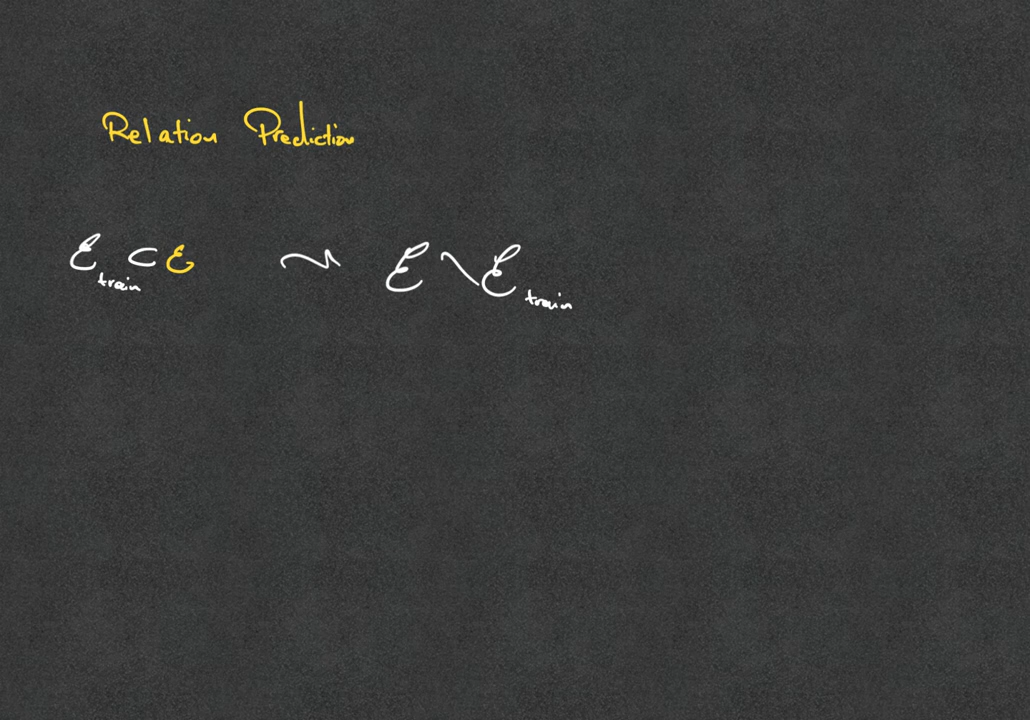 Relation Prediction
ℰ_train ⊂ ℰ ⇝ ℰ \ ℰ_train